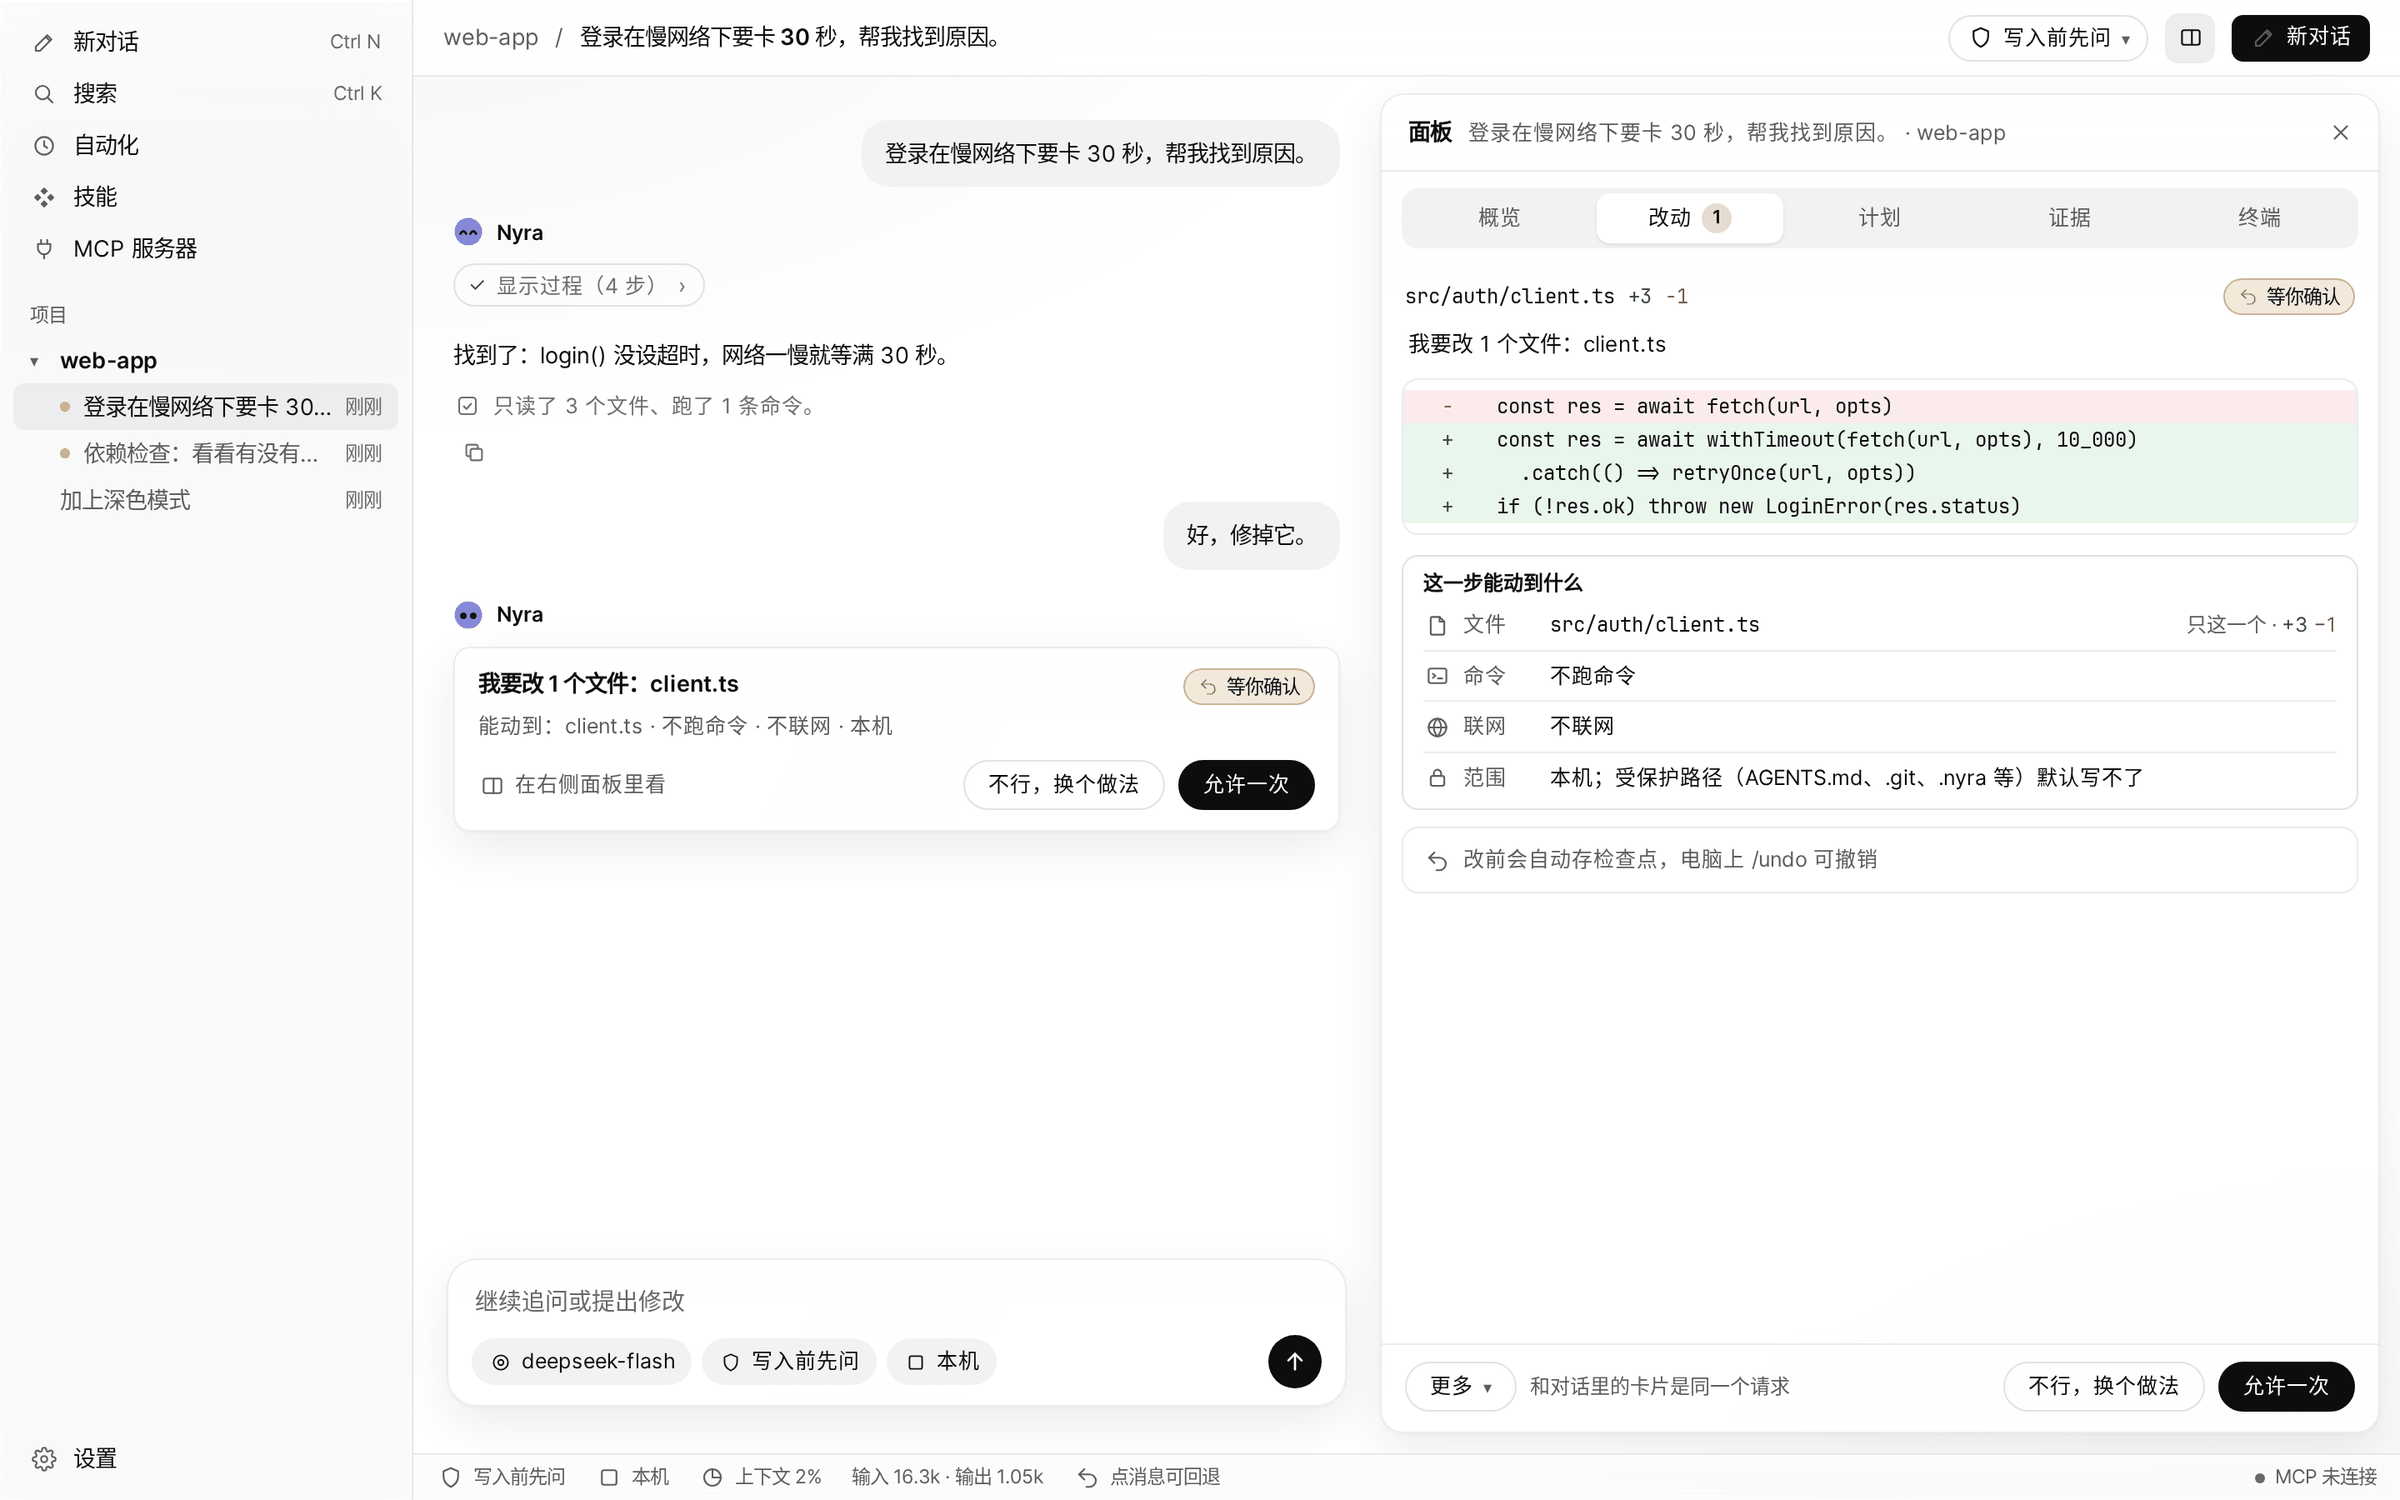 新对话 Ctrl N
搜索 Ctrl K
自动化
技能
MCP 服务器
项目
web-app
登录在慢网络下要卡 30... 刚刚
依赖检查：看看有没有... 刚刚
加上深色模式 刚刚
设置
web-app / 登录在慢网络下要卡 30 秒，帮我找到原因。
写入前先问
新对话
登录在慢网络下要卡 30 秒，帮我找到原因。
Nyra
显示过程（4 步）
找到了：login() 没设超时，网络一慢就等满 30 秒。
只读了 3 个文件、跑了 1 条命令。
好，修掉它。
Nyra
我要改 1 个文件：client.ts
等你确认
能动到：client.ts · 不跑命令 · 不联网 · 本机
在右侧面板里看
不行，换个做法
允许一次
继续追问或提出修改
deepseek-flash
写入前先问
本机
面板 登录在慢网络下要卡 30 秒，帮我找到原因。 · web-app
概览
改动 1
计划
证据
终端
src/auth/client.ts +3 -1
等你确认
我要改 1 个文件：client.ts
- const res = await fetch(url, opts)
+ const res = await withTimeout(fetch(url, opts), 10_000)
+ .catch(() => retryOnce(url, opts))
+ if (!res.ok) throw new LoginError(res.status)
这一步能动到什么
文件 src/auth/client.ts 只这一个 · +3 −1
命令 不跑命令
联网 不联网
范围 本机；受保护路径（AGENTS.md、.git、.nyra 等）默认写不了
改前会自动存检查点，电脑上 /undo 可撤销
更多
和对话里的卡片是同一个请求
不行，换个做法
允许一次
写入前先问
本机
上下文 2%
输入 16.3k · 输出 1.05k
点消息可回退
MCP 未连接